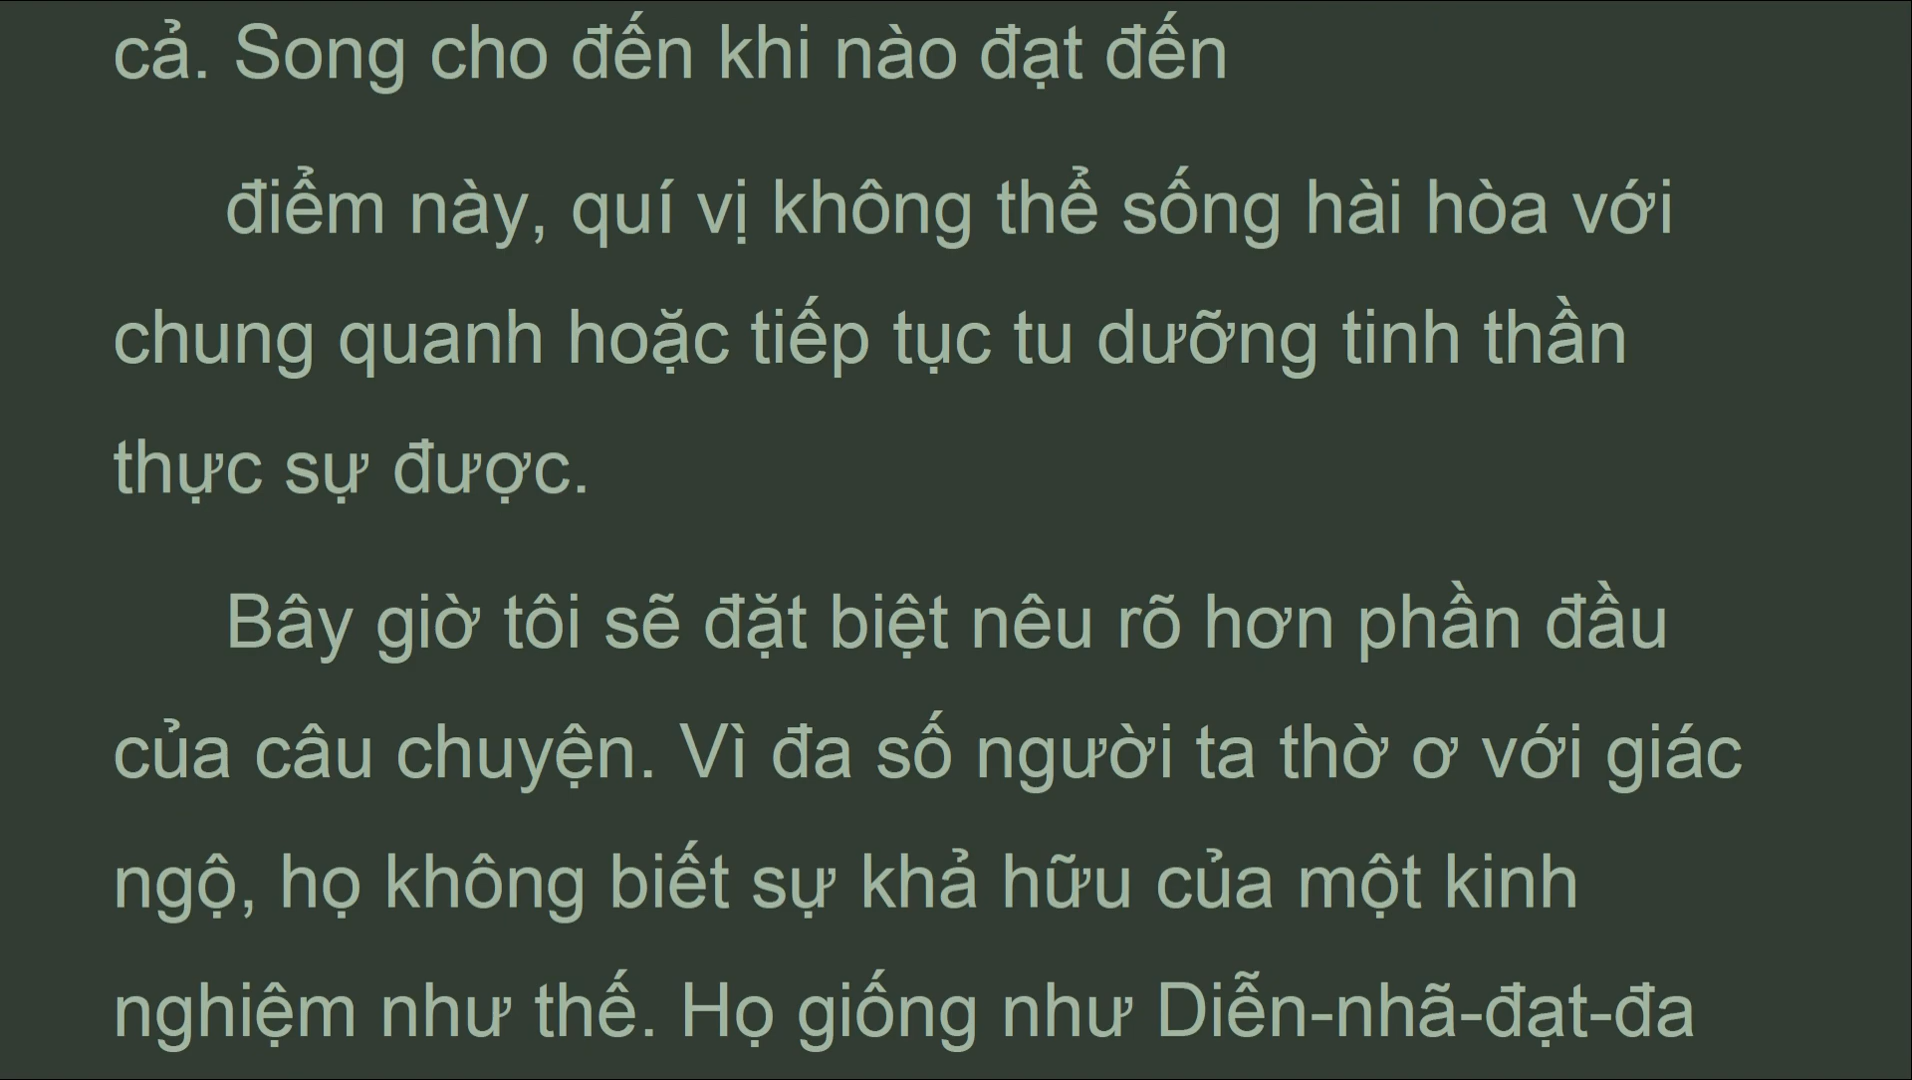 cả. Song cho đến khi nào đạt đến
điểm này, quí vị không thể sống hài hòa với
chung quanh hoặc tiếp tục tu dưỡng tinh thần
thực sự được.
Bây giờ tôi sẽ đặt biệt nêu rõ hơn phần đầu
của câu chuyện. Vì đa số người ta thờ ơ với giác
ngộ, họ không biết sự khả hữu của một kinh
nghiệm như thế. Họ giống như Diễn-nhã-đạt-đa